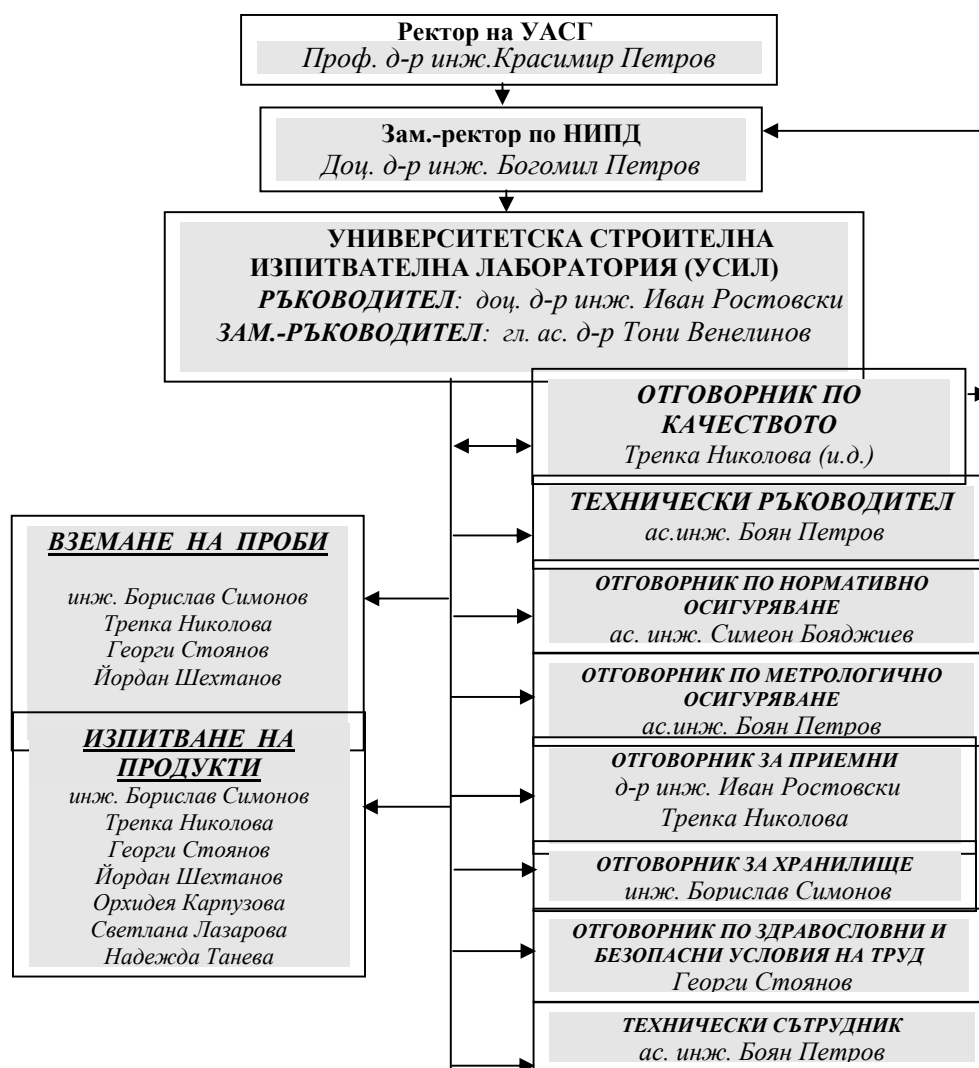 Ректор на УАСГ
Проф. д-р инж.Красимир Петров
Зам.-ректор по НИПД
Доц. д-р инж. Богомил Петров
УНИВЕРСИТЕТСКА СТРОИТЕЛНА
ИЗПИТВАТЕЛНА ЛАБОРАТОРИЯ (УСИЛ)
РЪКОВОДИТЕЛ: доц. д-р инж. Иван Ростовски
ЗАМ.-РЪКОВОДИТЕЛ: гл. ас. д-р Тони Венелинов
ОТГОВОРНИК ПО
КАЧЕСТВОТО
Трепка Николова (и.д.)
ТЕХНИЧЕСКИ РЪКОВОДИТЕЛ
ас.инж. Боян Петров
ВЗЕМАНЕ НА ПРОБИ
инж. Борислав Симонов
Трепка Николова
Георги Стоянов
Йордан Шехтанов
ОТГОВОРНИК ПО НОРМАТИВНО
ОСИГУРЯВАНЕ
ас. инж. Симеон Бояджиев
ОТГОВОРНИК ПО МЕТРОЛОГИЧНО
ОСИГУРЯВАНЕ
ас.инж. Боян Петров
ИЗПИТВАНЕ НА
ПРОДУКТИ
инж. Борислав Симонов
Трепка Николова
Георги Стоянов
Йордан Шехтанов
Орхидея Карпузова
Светлана Лазарова
Надежда Танева
ОТГОВОРНИК ЗА ПРИЕМНИ
д-р инж. Иван Ростовски
Трепка Николова
ОТГОВОРНИК ЗА ХРАНИЛИЩЕ
инж. Борислав Симонов
ОТГОВОРНИК ПО ЗДРАВОСЛОВНИ И
БЕЗОПАСНИ УСЛОВИЯ НА ТРУД
Георги Стоянов
ТЕХНИЧЕСКИ СЪТРУДНИК
ас. инж. Боян Петров